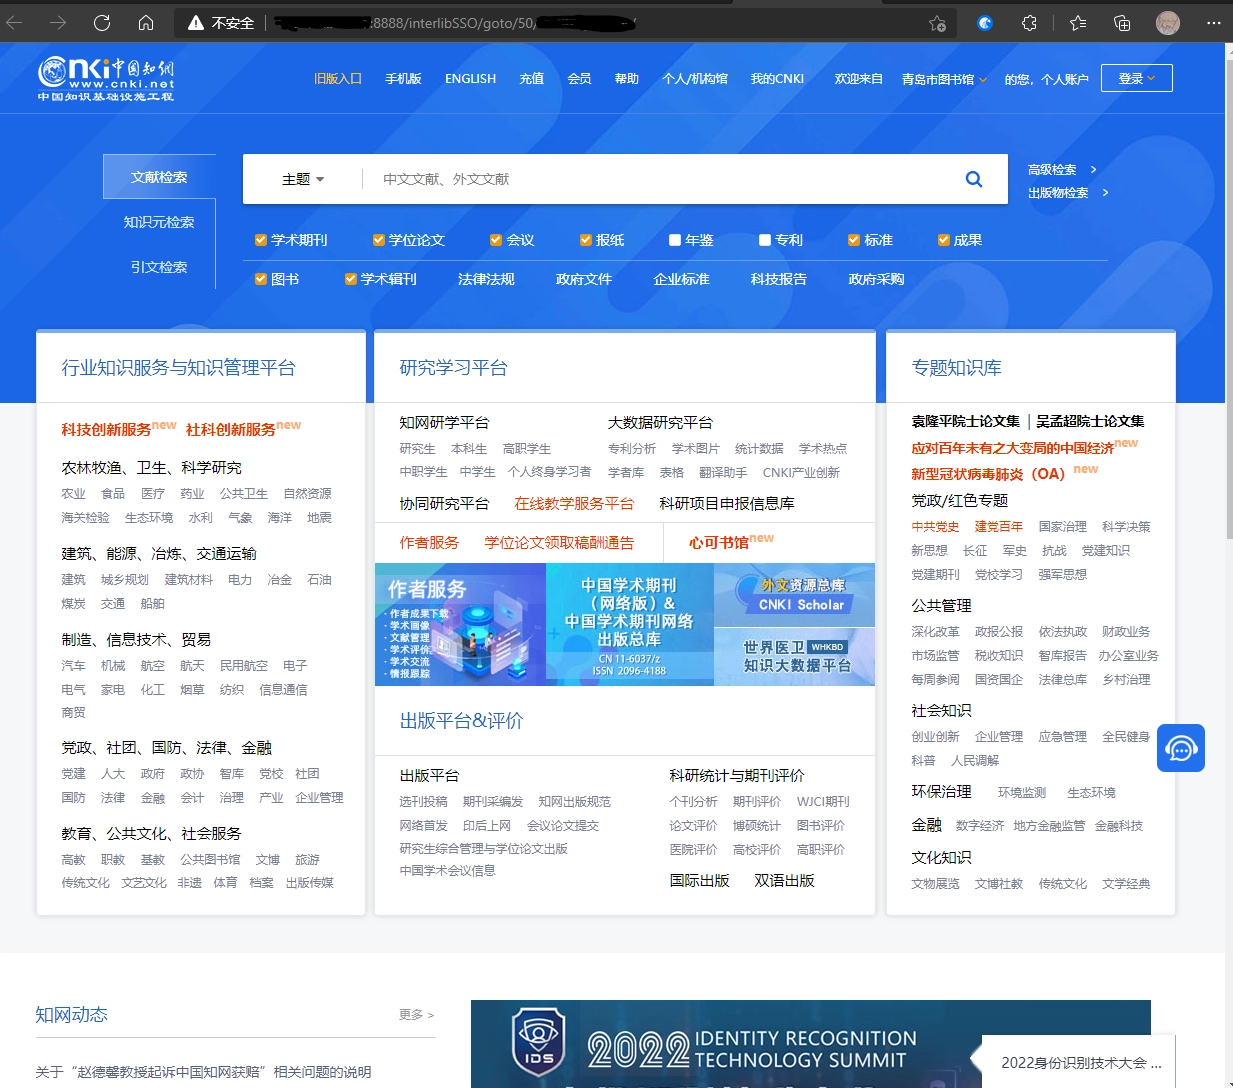 不安全 :8888/interlibSSO/goto/50/ /
cnki中国知网
www.cnki.net
中国知识基础设施工程
旧版入口 手机版 ENGLISH 充值 会员 帮助 个人/机构馆 我的CNKI 欢迎来自 青岛市图书馆 的您，个人账户 登录
文献检索 主题 中文文献、外文文献 高级检索 >
出版物检索 >
知识元检索
引文检索
学术期刊 学位论文 会议 报纸 年鉴 专利 标准 成果
图书 学术辑刊 法律法规 政府文件 企业标准 科技报告 政府采购
行业知识服务与知识管理平台
科技创新服务new 社科创新服务new
农林牧渔、卫生、科学研究
农业 食品 医疗 药业 公共卫生 自然资源
海关检验 生态环境 水利 气象 海洋 地震
建筑、能源、冶炼、交通运输
建筑 城乡规划 建筑材料 电力 冶金 石油
煤炭 交通 船舶
制造、信息技术、贸易
汽车 机械 航空 航天 民用航空 电子
电气 家电 化工 烟草 纺织 信息通信
商贸
党政、社团、国防、法律、金融
党建 人大 政府 政协 智库 党校 社团
国防 法律 金融 会计 治理 产业 企业管理
教育、公共文化、社会服务
高教 职教 基教 公共图书馆 文博 旅游
传统文化 文艺文化 非遗 体育 档案 出版传媒
研究学习平台
知网研学平台
研究生 本科生 高职学生
中职学生 中学生 个人终身学习者
大数据研究平台
专利分析 学术图片 统计数据 学术热点
学者库 表格 翻译助手 CNKI产业创新
协同研究平台 在线教学服务平台 科研项目申报信息库
作者服务 学位论文领取稿酬通告 心可书馆new
作者服务
·作者成果下载
·学术画像
·文献管理
·学术评价
·学术交流
·情报跟踪
中国学术期刊
（网络版）&
中国学术期刊网络
出版总库
CN 11-6037/z
ISSN 2096-4188
外文资源总库
CNKI Scholar
世界医卫 WHKBD
知识大数据平台
出版平台&评价
出版平台
选刊投稿 期刊采编发 知网出版规范
网络首发 印后上网 会议论文提交
研究生综合管理与学位论文出版
中国学术会议信息
科研统计与期刊评价
个刊分析 期刊评价 WJCI期刊
论文评价 博硕统计 图书评价
医院评价 高校评价 高职评价
国际出版 双语出版
专题知识库
袁隆平院士论文集 | 吴孟超院士论文集
应对百年未有之大变局的中国经济new
新型冠状病毒肺炎（OA）new
党政/红色专题
中共党史 建党百年 国家治理 科学决策
新思想 长征 军史 抗战 党建知识
党建期刊 党校学习 强军思想
公共管理
深化改革 政报公报 依法执政 财政业务
市场监管 税收知识 智库报告 办公室业务
每周参阅 国资国企 法律总库 乡村治理
社会知识
创业创新 企业管理 应急管理 全民健身
科普 人民调解
环保治理 环境监测 生态环境
金融 数字经济 地方金融监管 金融科技
文化知识
文物展览 文博社教 传统文化 文学经典
知网动态 更多 >
关于“赵德馨教授起诉中国知网获赔”相关问题的说明
IDS
2022 IDENTITY RECOGNITION
TECHNOLOGY SUMMIT
2022身份识别技术大会 ...